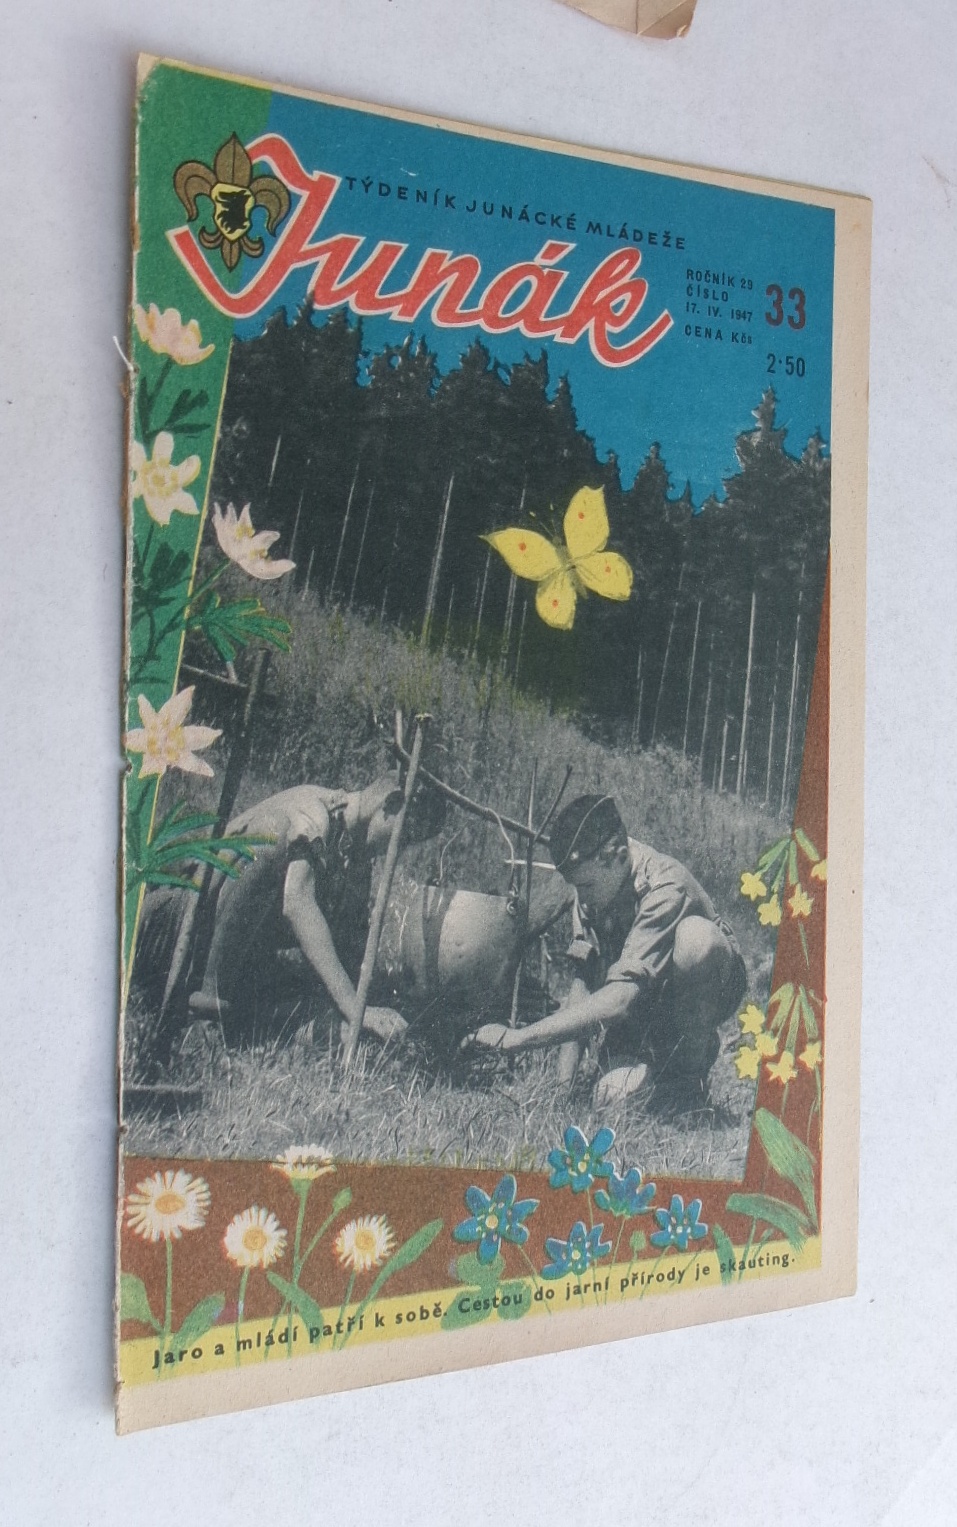 TÝDENÍK JUNÁCKÉ MLÁDEŽE
Junák
ROČNÍK 29
ČÍSLO
17. IV. 1947
33
CENA Kčs
2·50
Jaro a mládí patří k sobě. Cestou do jarní přírody je skauting.